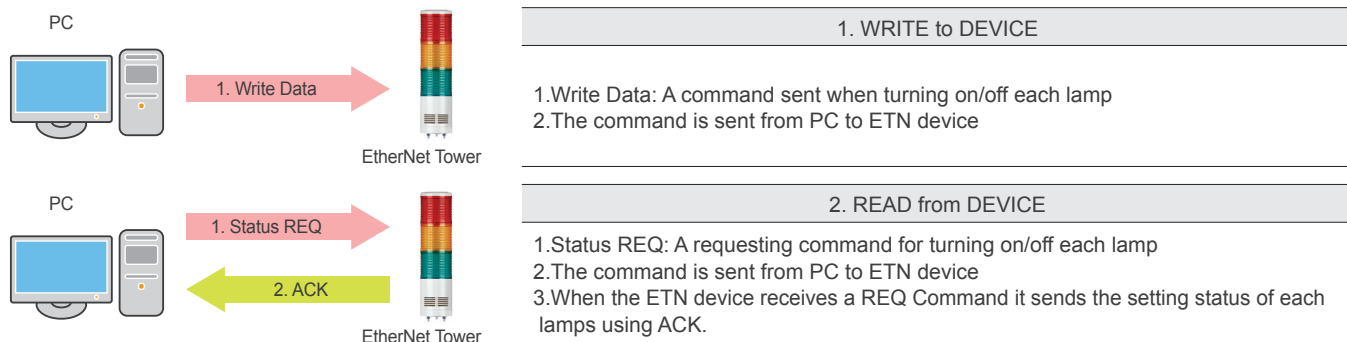 PC
1. Write Data
EtherNet Tower
1. WRITE to DEVICE
1.Write Data: A command sent when turning on/off each lamp
2.The command is sent from PC to ETN device
PC
1. Status REQ
2. ACK
EtherNet Tower
2. READ from DEVICE
1.Status REQ: A requesting command for turning on/off each lamp
2.The command is sent from PC to ETN device
3.When the ETN device receives a REQ Command it sends the setting status of each
lamps using ACK.